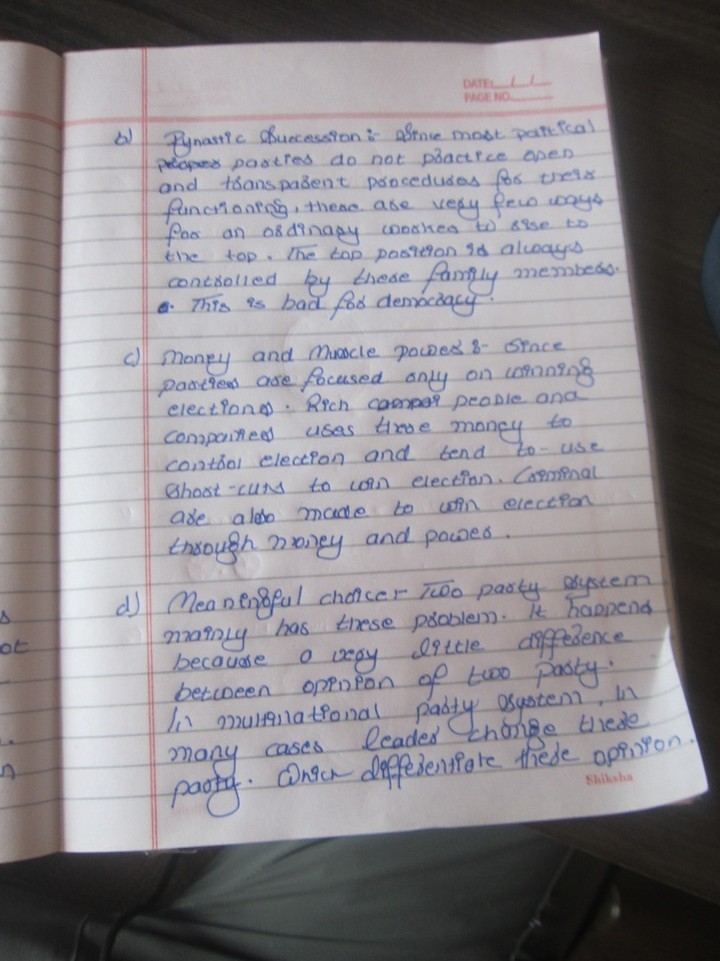 DATE: / /
PAGE NO.
b) Dynastic Succession :- Since most political
parties do not practice open
and transparent procedures for their
functioning, there are very few ways
for an ordinary worker to rise to
the top. The top position is always
controlled by these family members.
This is bad for democracy.
c) Money and Muscle power :- Since
parties are focused only on winning
elections. Rich people and
companies uses there money to
control election and tend to-use
Short-cuts to win election. Criminal
are also made to win election
through money and power.
d) Meaningful choice - Two party system
mainly has these problem. It happens
because a very little difference
between opinion of two party.
In multinational party system. In
many cases leader change these
party. Which differentiate these opinion.
Shiksha
ot
n